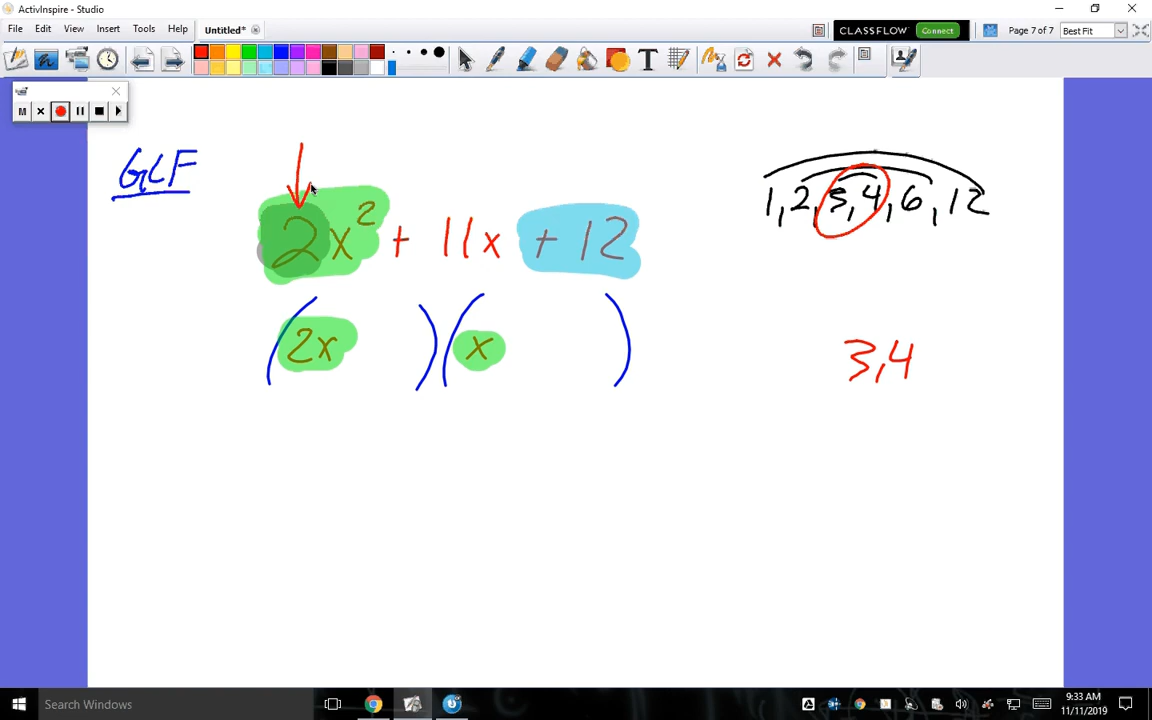 ActivInspire - Studio
File Edit View Insert Tools Help Untitled* CLASSFLOW Connect Page 7 of 7 Best Fit
M
GCF
1, 2, 3, 4, 6, 12
2x² + 11x + 12
(2x )(x )
3, 4
Search Windows
9:33 AM
11/11/2019